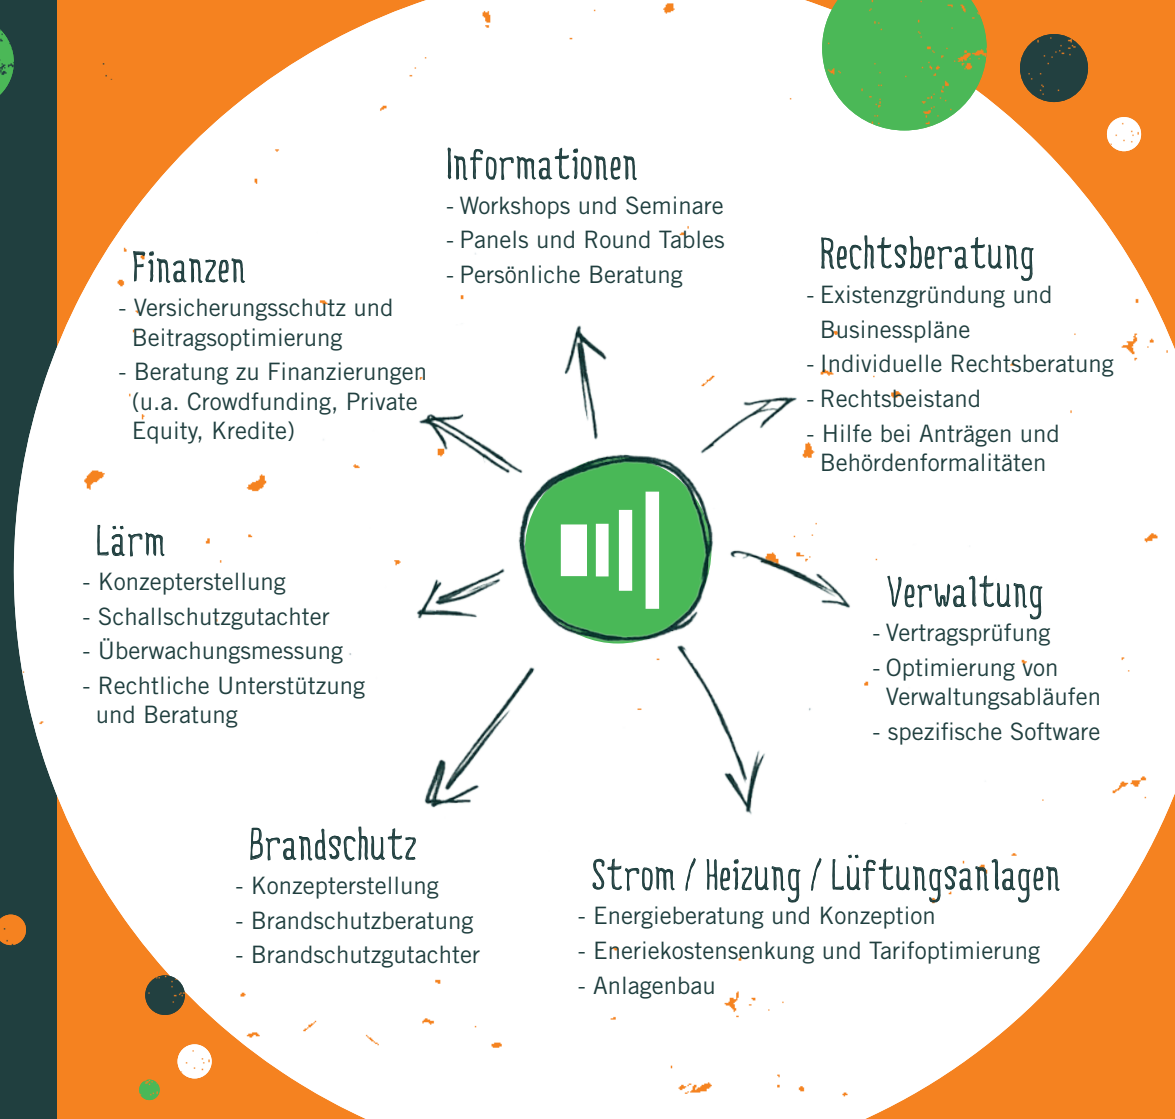 Informationen
- Workshops und Seminare
- Panels und Round Tables
- Persönliche Beratung
Finanzen
- Versicherungsschutz und
Beitragsoptimierung
- Beratung zu Finanzierungen
(u.a. Crowdfunding, Private
Equity, Kredite)
Rechtsberatung
- Existenzgründung und
Businesspläne
- Individuelle Rechtsberatung
- Rechtsbeistand
- Hilfe bei Anträgen und
Behördenformalitäten
Lärm
- Konzepterstellung
- Schallschutzgutachter
- Überwachungsmessung
- Rechtliche Unterstützung
und Beratung
Verwaltung
- Vertragsprüfung
- Optimierung von
Verwaltungsabläufen
- spezifische Software
Brandschutz
- Konzepterstellung
- Brandschutzberatung
- Brandschutzgutachter
Strom / Heizung / Lüftungsanlagen
- Energieberatung und Konzeption
- Eneriekostensenkung und Tarifoptimierung
- Anlagenbau